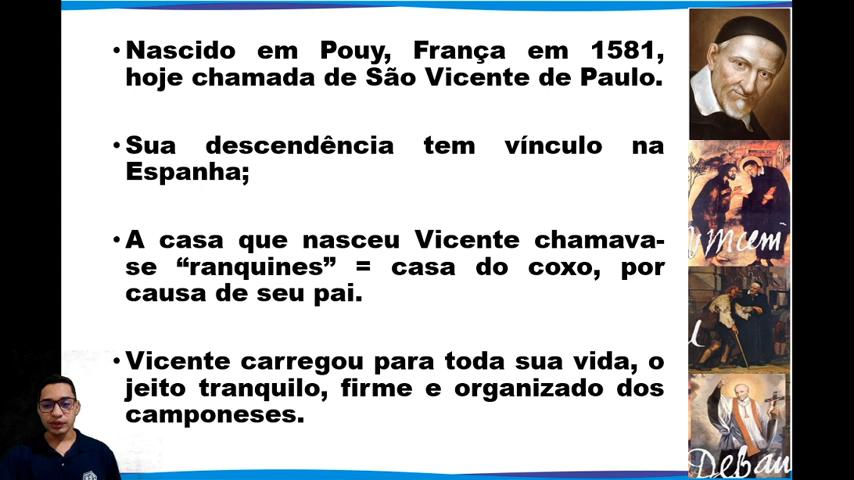 • Nascido em Pouy, França em 1581,
hoje chamada de São Vicente de Paulo.
• Sua descendência tem vínculo na
Espanha;
• A casa que nasceu Vicente chamava-
se “ranquines” = casa do coxo, por
causa de seu pai.
• Vicente carregou para toda sua vida, o
jeito tranquilo, firme e organizado dos
camponeses.